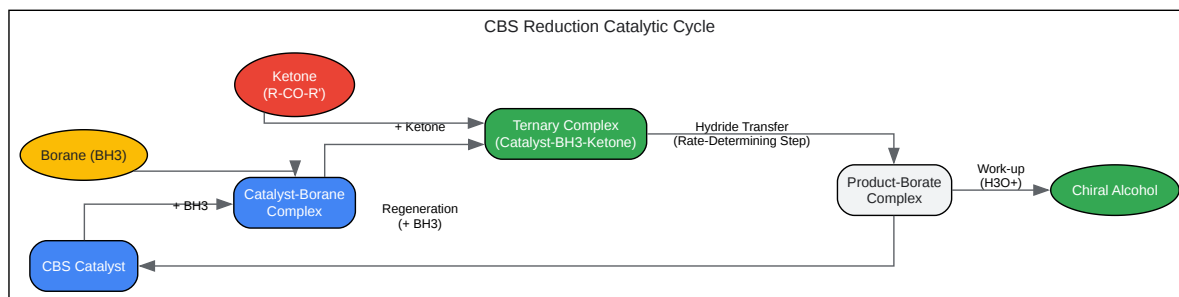 CBS Reduction Catalytic Cycle
Ketone
(R-CO-R')
+ Ketone
Ternary Complex
(Catalyst-BH3-Ketone)
Hydride Transfer
(Rate-Determining Step)
Borane (BH3)
Catalyst-Borane
Complex
+ BH3
Regeneration
(+ BH3)
Product-Borate
Complex
Work-up
(H3O+)
Chiral Alcohol
CBS Catalyst